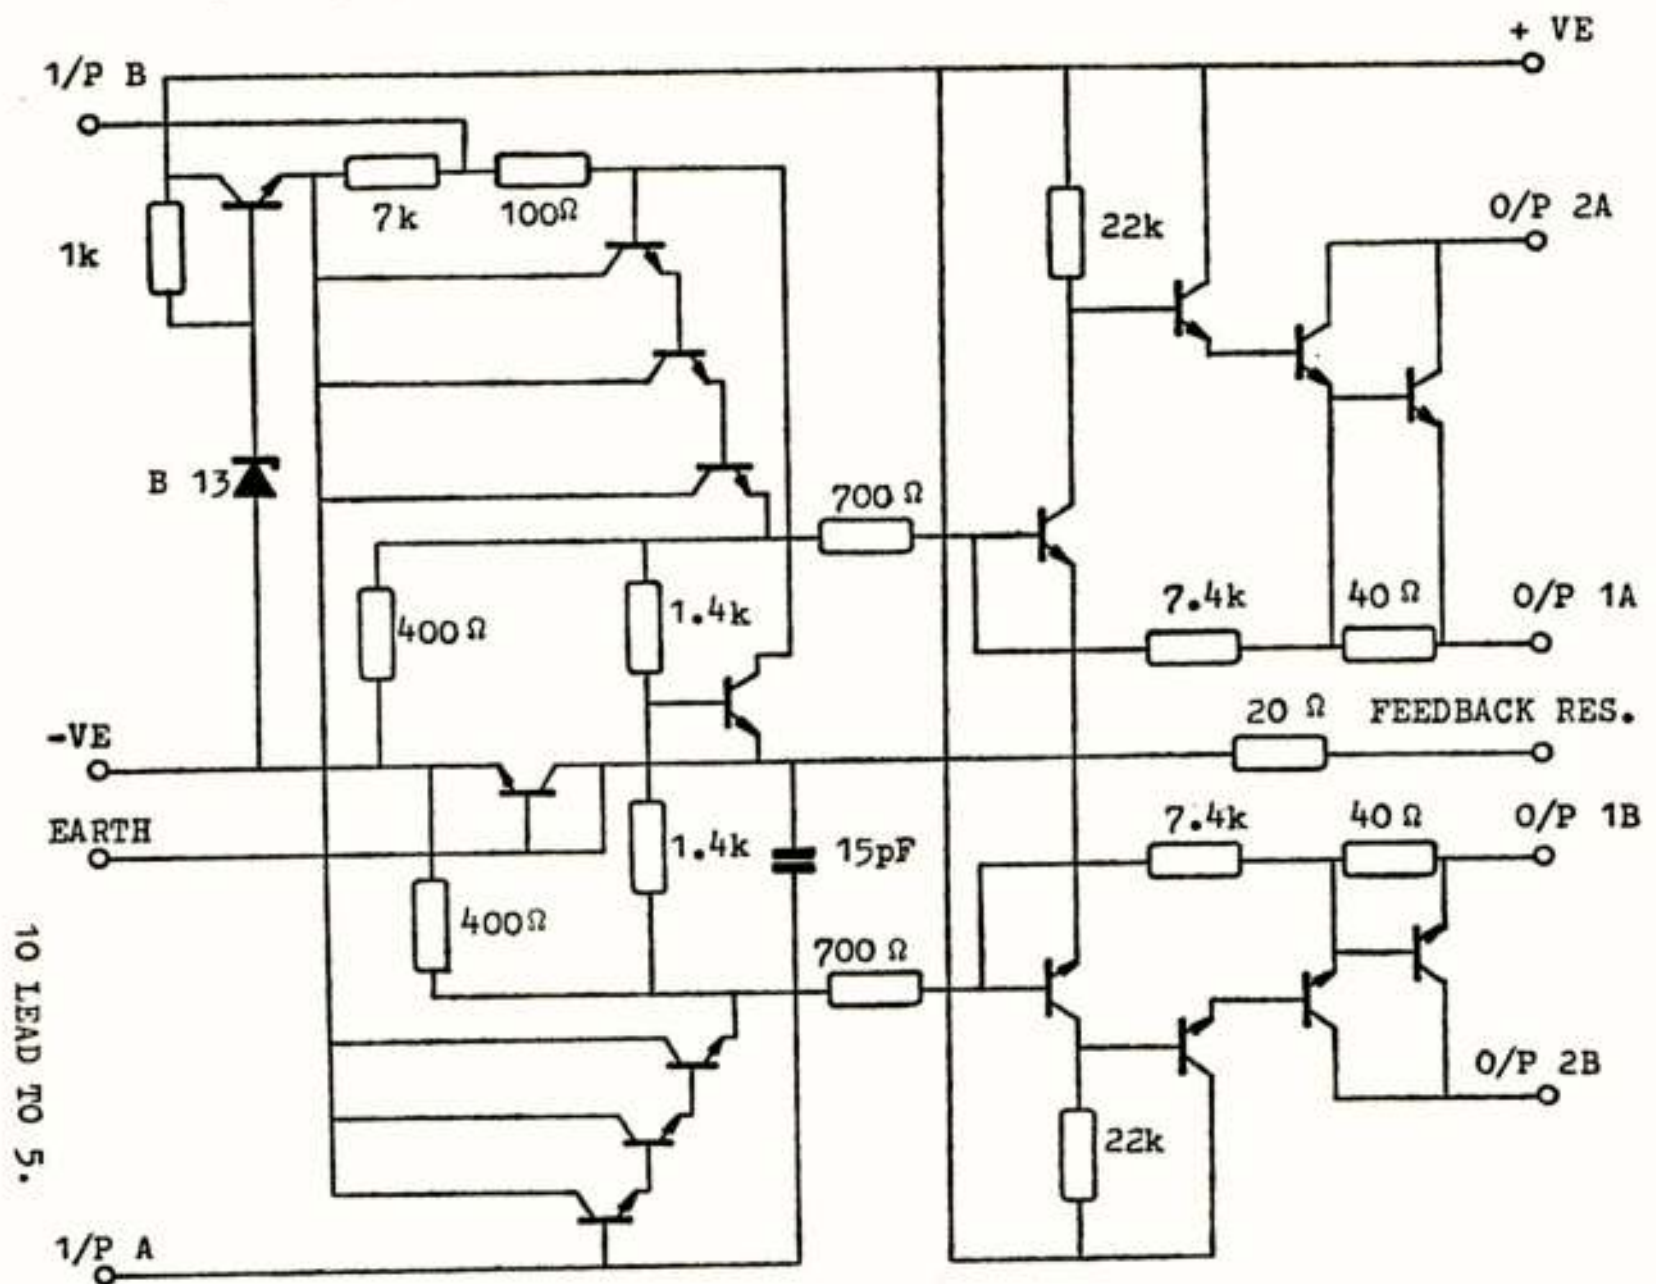 + VE
1/P B
O/P 2A
7k
100Ω
22k
1k
B 13
700 Ω
1.4k
7.4k
40 Ω
O/P 1A
400Ω
20 Ω
FEEDBACK RES.
-VE
EARTH
1.4k
15pF
7.4k
40 Ω
O/P 1B
400Ω
700 Ω
10 LEAD TO 5.
O/P 2B
22k
1/P A